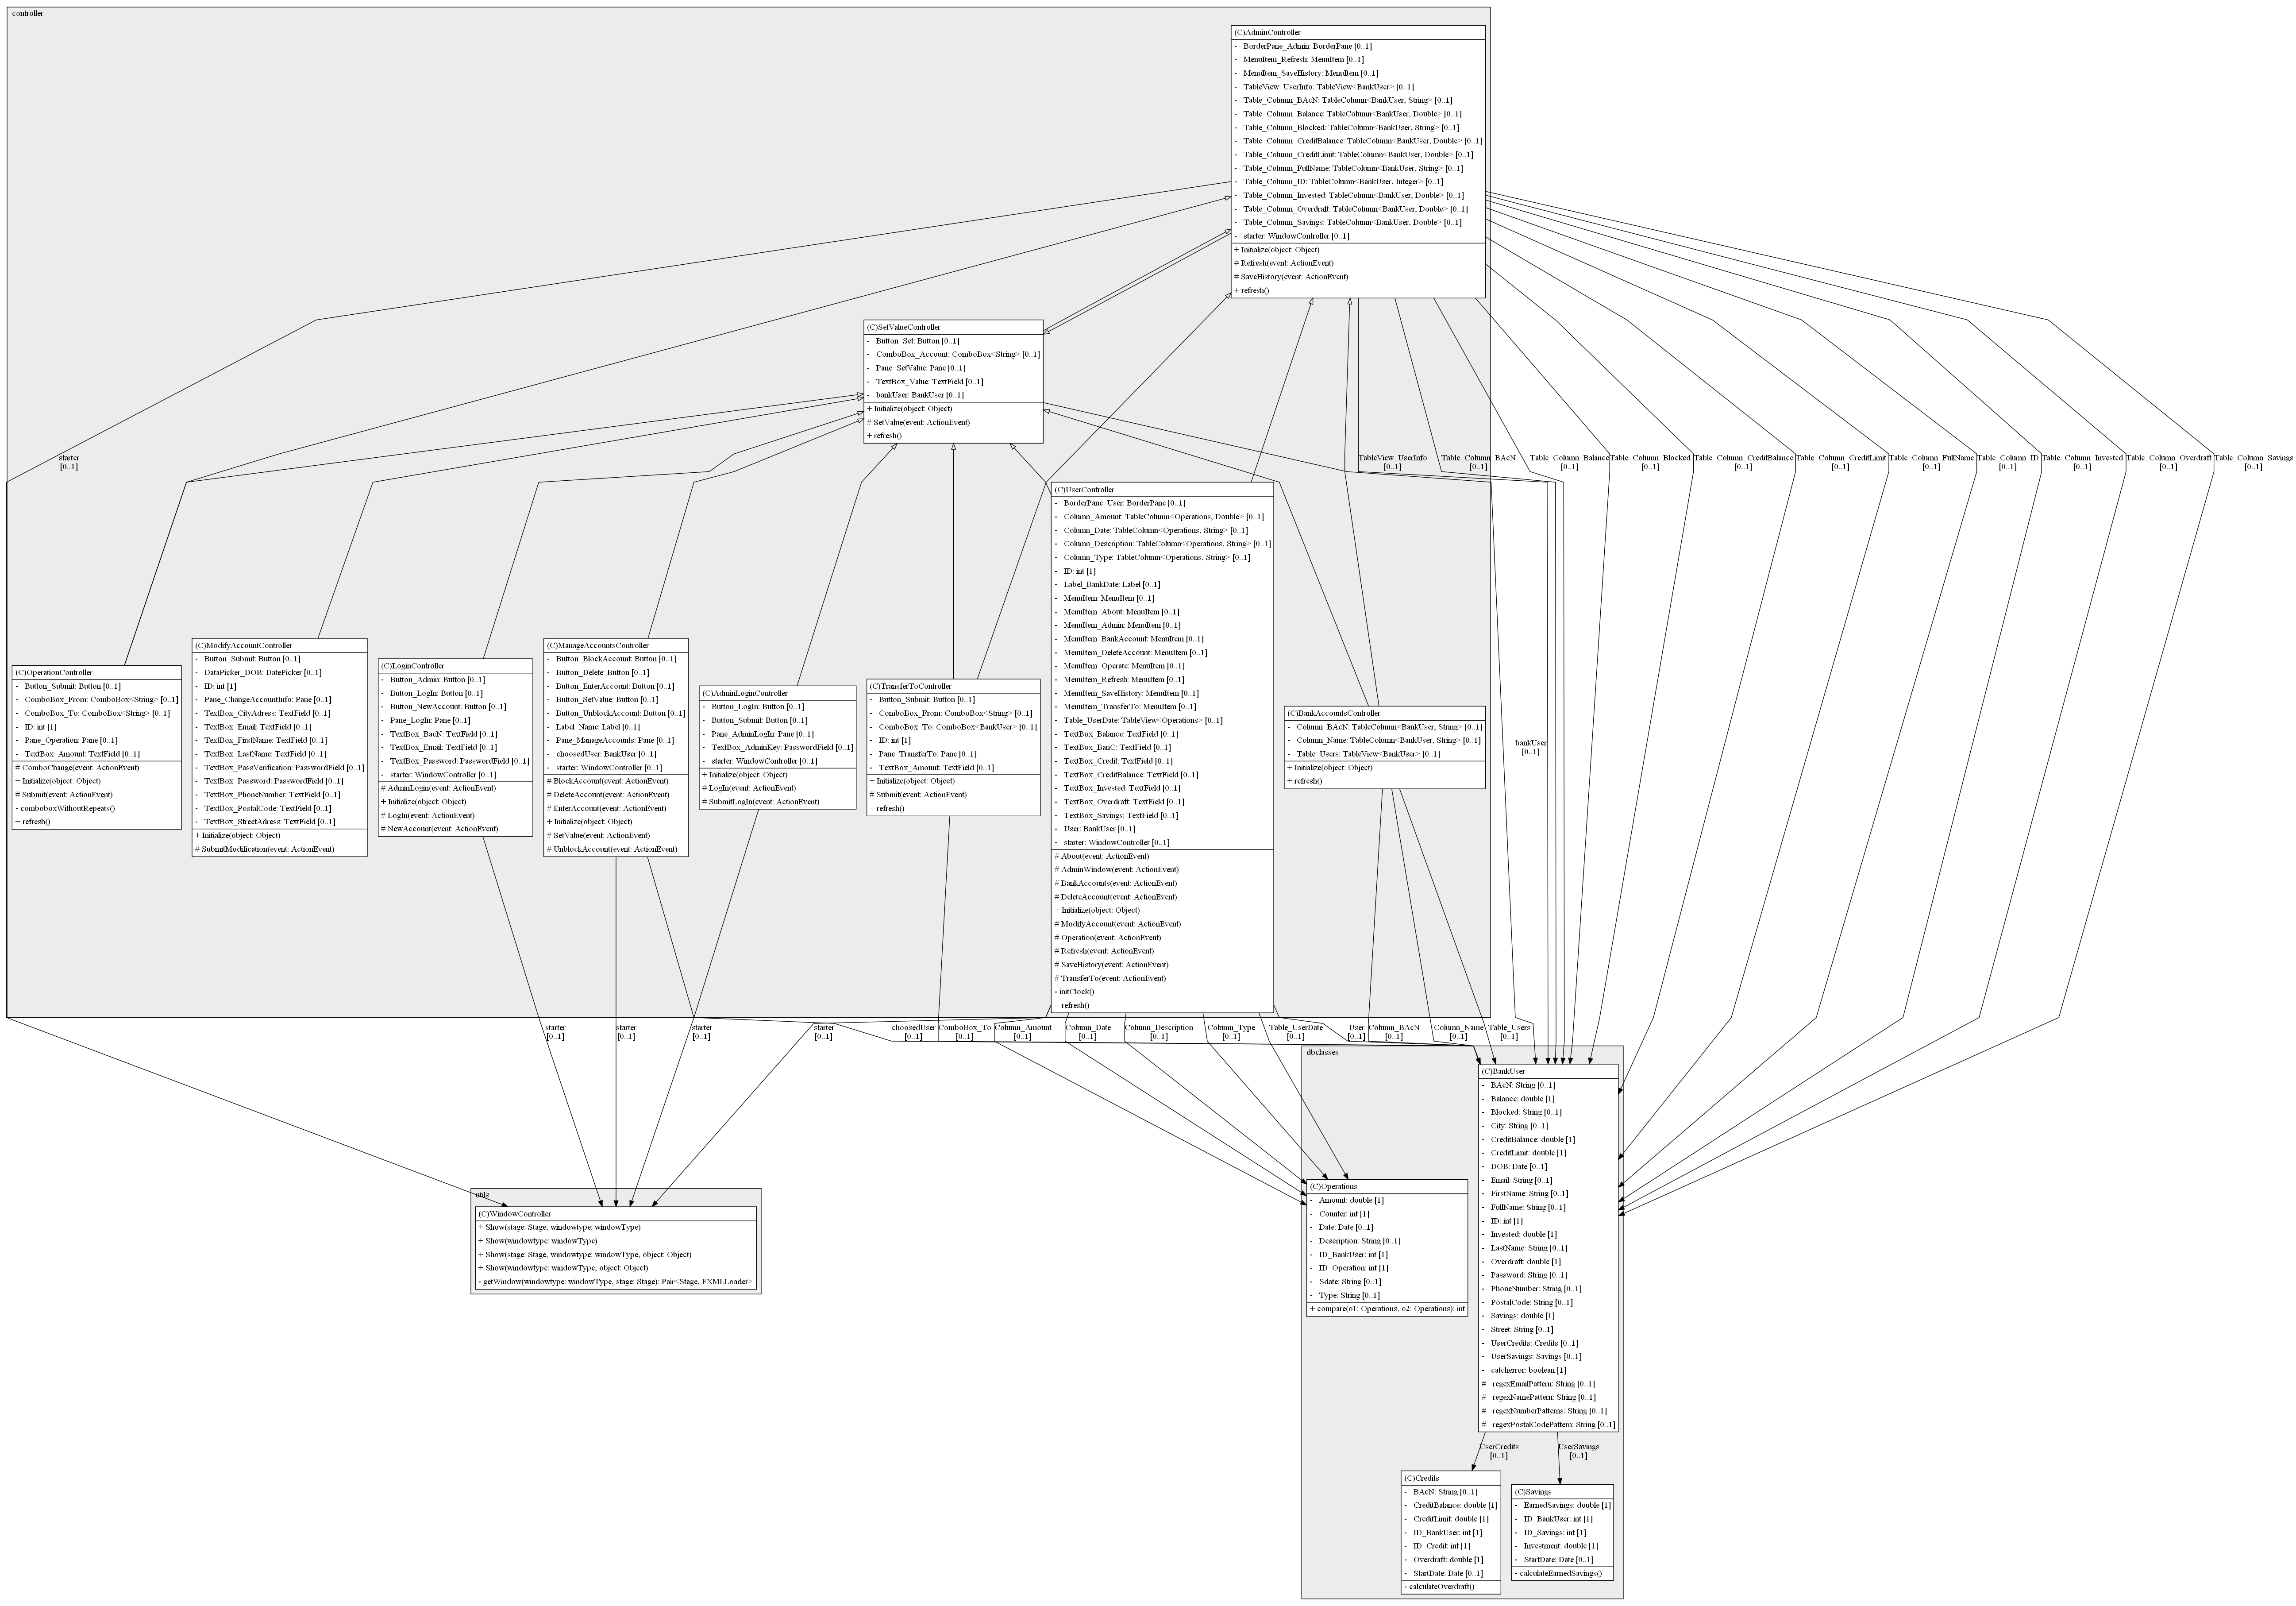 controller
(C)AdminController
- BorderPane_Admin: BorderPane [0..1]
- MenuItem_Refresh: MenuItem [0..1]
- MenuItem_SaveHistory: MenuItem [0..1]
- TableView_UserInfo: TableView<BankUser> [0..1]
- Table_Column_BAcN: TableColumn<BankUser, String> [0..1]
- Table_Column_Balance: TableColumn<BankUser, Double> [0..1]
- Table_Column_Blocked: TableColumn<BankUser, String> [0..1]
- Table_Column_CreditBalance: TableColumn<BankUser, Double> [0..1]
- Table_Column_CreditLimit: TableColumn<BankUser, Double> [0..1]
- Table_Column_FullName: TableColumn<BankUser, String> [0..1]
- Table_Column_ID: TableColumn<BankUser, Integer> [0..1]
- Table_Column_Invested: TableColumn<BankUser, Double> [0..1]
- Table_Column_Overdraft: TableColumn<BankUser, Double> [0..1]
- Table_Column_Savings: TableColumn<BankUser, Double> [0..1]
- starter: WindowController [0..1]
+ Initialize(object: Object)
# Refresh(event: ActionEvent)
# SaveHistory(event: ActionEvent)
+ refresh()
(C)SetValueController
- Button_Set: Button [0..1]
- ComboBox_Account: ComboBox<String> [0..1]
- Pane_SetValue: Pane [0..1]
- TextBox_Value: TextField [0..1]
- bankUser: BankUser [0..1]
+ Initialize(object: Object)
# SetValue(event: ActionEvent)
+ refresh()
starter
[0..1]
TableView_UserInfo
[0..1]
Table_Column_BAcN
[0..1]
Table_Column_Balance
[0..1]
Table_Column_Blocked
[0..1]
Table_Column_CreditBalance
[0..1]
Table_Column_CreditLimit
[0..1]
Table_Column_FullName
[0..1]
Table_Column_ID
[0..1]
Table_Column_Invested
[0..1]
Table_Column_Overdraft
[0..1]
Table_Column_Savings
[0..1]
(C)OperationController
- Button_Submit: Button [0..1]
- ComboBox_From: ComboBox<String> [0..1]
- ComboBox_To: ComboBox<String> [0..1]
- ID: int [1]
- Pane_Operation: Pane [0..1]
- TextBox_Amount: TextField [0..1]
# ComboChange(event: ActionEvent)
+ Initialize(object: Object)
# Submit(event: ActionEvent)
- comboboxWithoutRepeats()
+ refresh()
(C)ModifyAccountController
- Button_Submit: Button [0..1]
- DataPicker_DOB: DatePicker [0..1]
- ID: int [1]
- Pane_ChangeAccountInfo: Pane [0..1]
- TextBox_CityAdress: TextField [0..1]
- TextBox_Email: TextField [0..1]
- TextBox_FirstName: TextField [0..1]
- TextBox_LastName: TextField [0..1]
- TextBox_PassVerification: PasswordField [0..1]
- TextBox_Password: PasswordField [0..1]
- TextBox_PhoneNumber: TextField [0..1]
- TextBox_PostalCode: TextField [0..1]
- TextBox_StreetAdress: TextField [0..1]
+ Initialize(object: Object)
# SubmitModification(event: ActionEvent)
(C)LoginController
- Button_Admin: Button [0..1]
- Button_LogIn: Button [0..1]
- Button_NewAccount: Button [0..1]
- Pane_LogIn: Pane [0..1]
- TextBox_BacN: TextField [0..1]
- TextBox_Email: TextField [0..1]
- TextBox_Password: PasswordField [0..1]
- starter: WindowController [0..1]
# AdminLogin(event: ActionEvent)
+ Initialize(object: Object)
# LogIn(event: ActionEvent)
# NewAccount(event: ActionEvent)
(C)ManageAccountsController
- Button_BlockAccount: Button [0..1]
- Button_Delete: Button [0..1]
- Button_EnterAccount: Button [0..1]
- Button_SetValue: Button [0..1]
- Button_UnblockAccount: Button [0..1]
- Label_Name: Label [0..1]
- Pane_ManageAccounts: Pane [0..1]
- choosedUser: BankUser [0..1]
- starter: WindowController [0..1]
# BlockAccount(event: ActionEvent)
# DeleteAccount(event: ActionEvent)
# EnterAccount(event: ActionEvent)
+ Initialize(object: Object)
# SetValue(event: ActionEvent)
# UnblockAccount(event: ActionEvent)
(C)AdminLoginController
- Button_LogIn: Button [0..1]
- Button_Submit: Button [0..1]
- Pane_AdminLogIn: Pane [0..1]
- TextBox_AdminKey: PasswordField [0..1]
- starter: WindowController [0..1]
+ Initialize(object: Object)
# LogIn(event: ActionEvent)
# SubmitLogIn(event: ActionEvent)
(C)TransferToController
- Button_Submit: Button [0..1]
- ComboBox_From: ComboBox<String> [0..1]
- ComboBox_To: ComboBox<BankUser> [0..1]
- ID: int [1]
- Pane_TransferTo: Pane [0..1]
- TextBox_Amount: TextField [0..1]
+ Initialize(object: Object)
# Submit(event: ActionEvent)
+ refresh()
(C)UserController
- BorderPane_User: BorderPane [0..1]
- Column_Amount: TableColumn<Operations, Double> [0..1]
- Column_Date: TableColumn<Operations, String> [0..1]
- Column_Description: TableColumn<Operations, String> [0..1]
- Column_Type: TableColumn<Operations, String> [0..1]
- ID: int [1]
- Label_BankDate: Label [0..1]
- MenuItem: MenuItem [0..1]
- MenuItem_About: MenuItem [0..1]
- MenuItem_Admin: MenuItem [0..1]
- MenuItem_BankAccount: MenuItem [0..1]
- MenuItem_DeleteAccount: MenuItem [0..1]
- MenuItem_Operate: MenuItem [0..1]
- MenuItem_Refresh: MenuItem [0..1]
- MenuItem_SaveHistory: MenuItem [0..1]
- MenuItem_TransferTo: MenuItem [0..1]
- Table_UserDate: TableView<Operations> [0..1]
- TextBox_Balance: TextField [0..1]
- TextBox_BanC: TextField [0..1]
- TextBox_Credit: TextField [0..1]
- TextBox_CreditBalance: TextField [0..1]
- TextBox_Invested: TextField [0..1]
- TextBox_Overdraft: TextField [0..1]
- TextBox_Savings: TextField [0..1]
- User: BankUser [0..1]
- starter: WindowController [0..1]
# About(event: ActionEvent)
# AdminWindow(event: ActionEvent)
# BankAccounts(event: ActionEvent)
# DeleteAccount(event: ActionEvent)
+ Initialize(object: Object)
# ModifyAccount(event: ActionEvent)
# Operation(event: ActionEvent)
# Refresh(event: ActionEvent)
# SaveHistory(event: ActionEvent)
# TransferTo(event: ActionEvent)
- initClock()
+ refresh()
(C)BankAccountsController
- Column_BAcN: TableColumn<BankUser, String> [0..1]
- Column_Name: TableColumn<BankUser, String> [0..1]
- Table_Users: TableView<BankUser> [0..1]
+ Initialize(object: Object)
+ refresh()
bankUser
[0..1]
starter
[0..1]
starter
[0..1]
starter
[0..1]
starter
[0..1]
choosedUser
[0..1]
ComboBox_To
[0..1]
Column_Amount
[0..1]
Column_Date
[0..1]
Column_Description
[0..1]
Column_Type
[0..1]
Table_UserDate
[0..1]
User
[0..1]
Column_BAcN
[0..1]
Column_Name
[0..1]
Table_Users
[0..1]
dbclasses
(C)BankUser
- BAcN: String [0..1]
- Balance: double [1]
- Blocked: String [0..1]
- City: String [0..1]
- CreditBalance: double [1]
- CreditLimit: double [1]
- DOB: Date [0..1]
- Email: String [0..1]
- FirstName: String [0..1]
- FullName: String [0..1]
- ID: int [1]
- Invested: double [1]
- LastName: String [0..1]
- Overdraft: double [1]
- Password: String [0..1]
- PhoneNumber: String [0..1]
- PostalCode: String [0..1]
- Savings: double [1]
- Street: String [0..1]
- UserCredits: Credits [0..1]
- UserSavings: Savings [0..1]
- catcherror: boolean [1]
# regexEmailPattern: String [0..1]
# regexNamePattern: String [0..1]
# regexNumberPatterns: String [0..1]
# regexPostalCodePattern: String [0..1]
(C)Operations
- Amount: double [1]
- Counter: int [1]
- Date: Date [0..1]
- Description: String [0..1]
- ID_BankUser: int [1]
- ID_Operation: int [1]
- Sdate: String [0..1]
- Type: String [0..1]
+ compare(o1: Operations, o2: Operations): int
utils
(C)WindowController
+ Show(stage: Stage, windowtype: windowType)
+ Show(windowtype: windowType)
+ Show(stage: Stage, windowtype: windowType, object: Object)
+ Show(windowtype: windowType, object: Object)
- getWindow(windowtype: windowType, stage: Stage): Pair<Stage, FXMLLoader>
UserCredits
[0..1]
UserSavings
[0..1]
(C)Credits
- BAcN: String [0..1]
- CreditBalance: double [1]
- CreditLimit: double [1]
- ID_BankUser: int [1]
- ID_Credit: int [1]
- Overdraft: double [1]
- StartDate: Date [0..1]
- calculateOverdraft()
(C)Savings
- EarnedSavings: double [1]
- ID_BankUser: int [1]
- ID_Savings: int [1]
- Investment: double [1]
- StartDate: Date [0..1]
- calculateEarnedSavings()